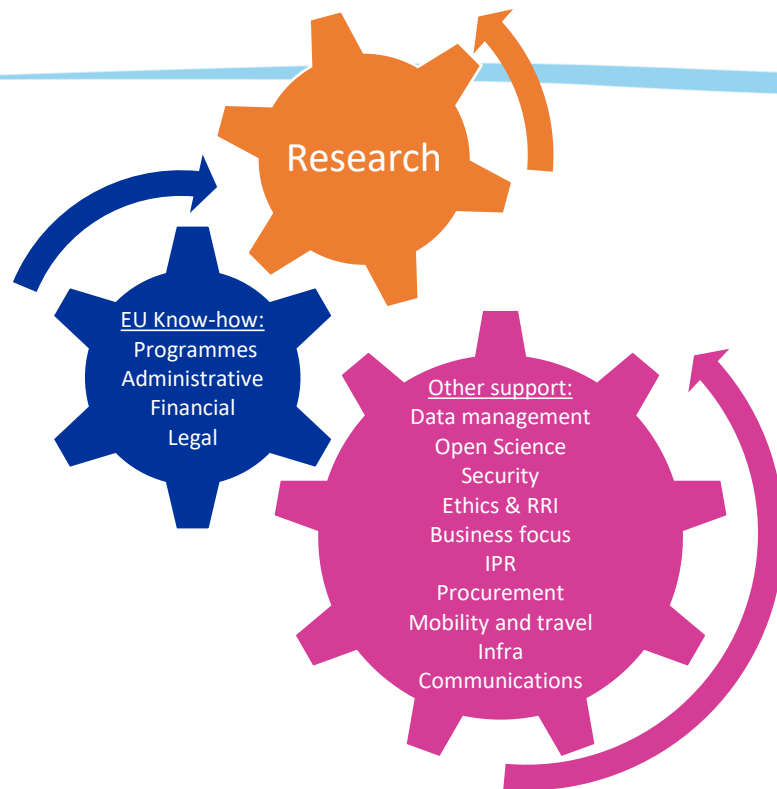 Research
EU Know-how:
Programmes
Administrative
Financial
Legal
Other support:
Data management
Open Science
Security
Ethics & RRI
Business focus
IPR
Procurement
Mobility and travel
Infra
Communications